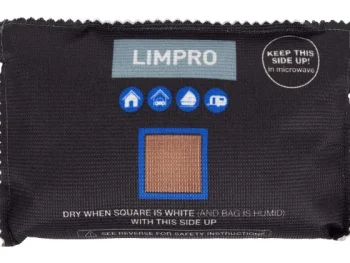 LIMPRO
KEEP THIS
SIDE UP!
in microwave
DRY WHEN SQUARE IS WHITE (AND BAG IS HUMID)
WITH THIS SIDE UP
SEE REVERSE FOR SAFETY INSTRUCTIONS